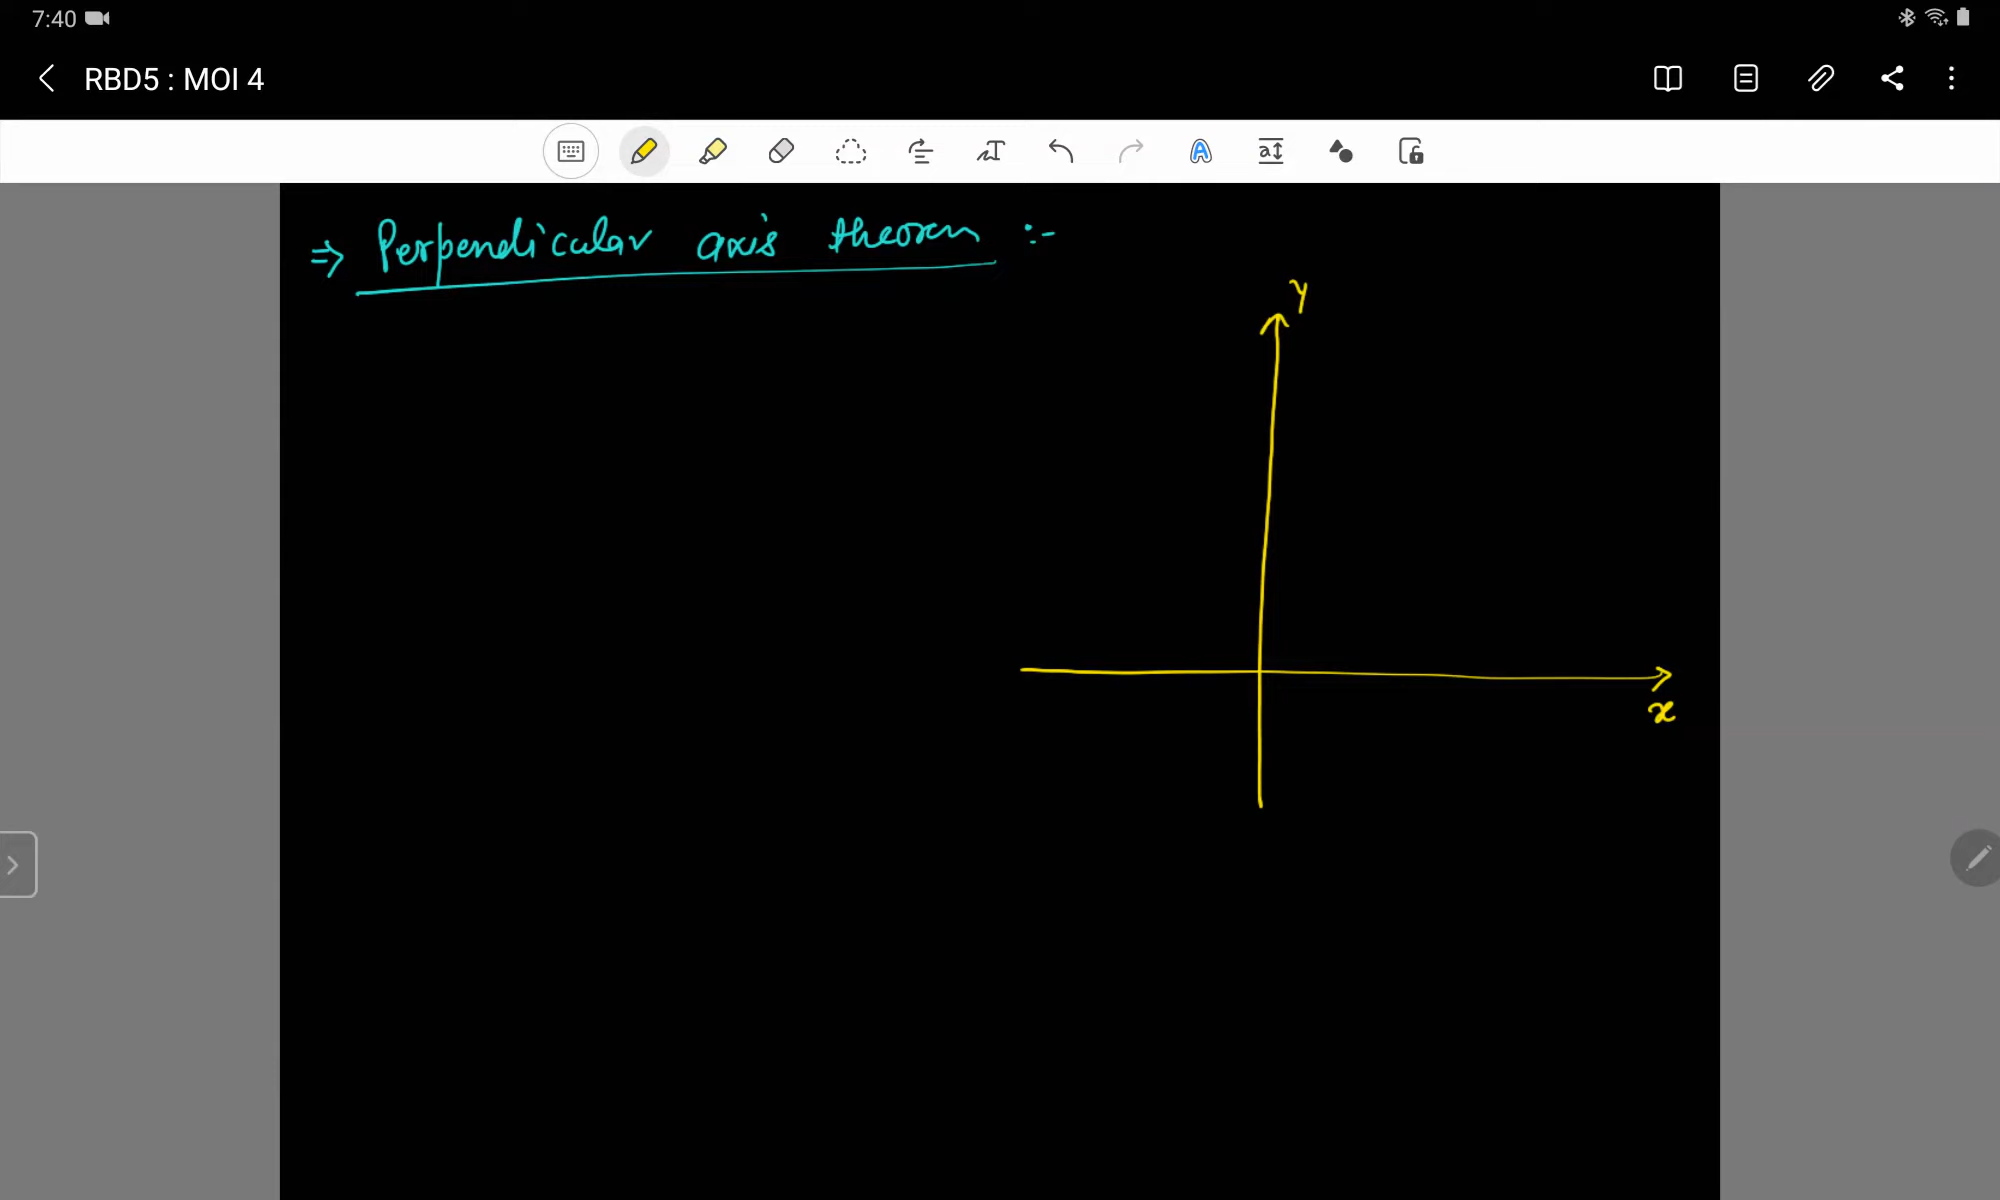 7:40
RBD5 : MOI 4
⇒ Perpendicular axis theorem :-
y
x